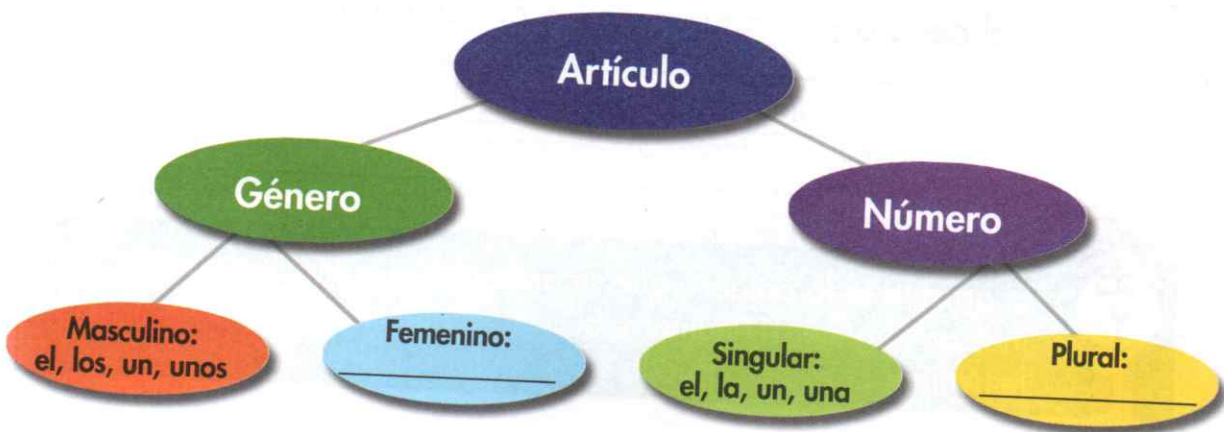 Artículo
Género
Número
Masculino:
el, los, un, unos
Femenino:
Singular:
el, la, un, una
Plural: